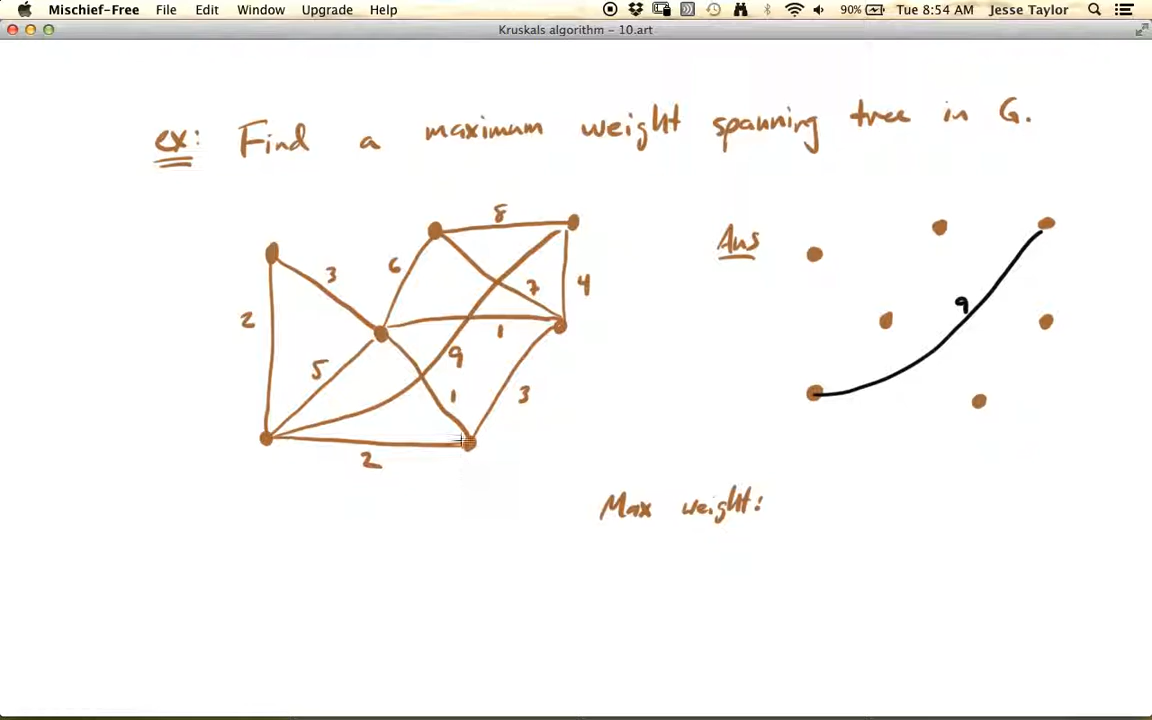 Mischief-Free File Edit Window Upgrade Help 90% Tue 8:54 AM Jesse Taylor
Kruskals algorithm - 10.art
ex: Find a maximum weight spanning tree in G.
8
3
6
7
4
2
1
5
9
1
3
2
Ans
9
Max weight: